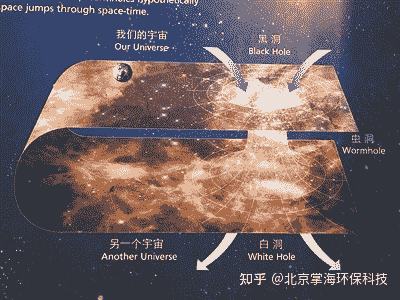 space jumps through space-time.
我们的宇宙
Our Universe
黑洞
Black Hole
虫洞
Wormhole
另一个宇宙
Another Universe
白洞
White Hole
知乎 @北京掌海环保科技